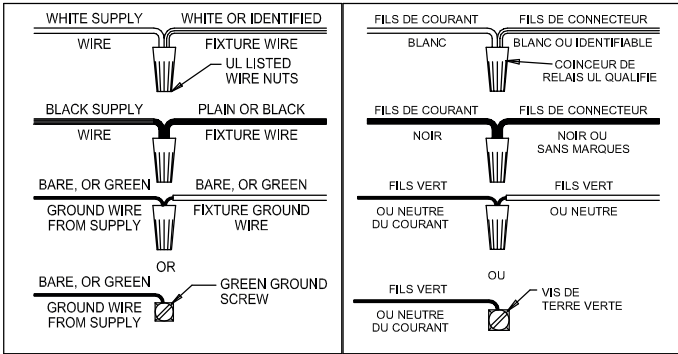 WHITE SUPPLY
WIRE
WHITE OR IDENTIFIED
FIXTURE WIRE
UL LISTED
WIRE NUTS
BLACK SUPPLY
WIRE
PLAIN OR BLACK
FIXTURE WIRE
BARE, OR GREEN
GROUND WIRE
FROM SUPPLY
BARE, OR GREEN
FIXTURE GROUND
WIRE
OR
BARE, OR GREEN
GROUND WIRE
FROM SUPPLY
GREEN GROUND
SCREW
FILS DE COURANT
BLANC
FILS DE CONNECTEUR
BLANC OU IDENTIFIABLE
COINCEUR DE
RELAIS UL QUALIFIE
FILS DE COURANT
NOIR
FILS DE CONNECTEUR
NOIR OU
SANS MARQUES
FILS VERT
OU NEUTRE
DU COURANT
FILS VERT
OU NEUTRE
OU
FILS VERT
OU NEUTRE
DU COURANT
VIS DE
TERRE VERTE